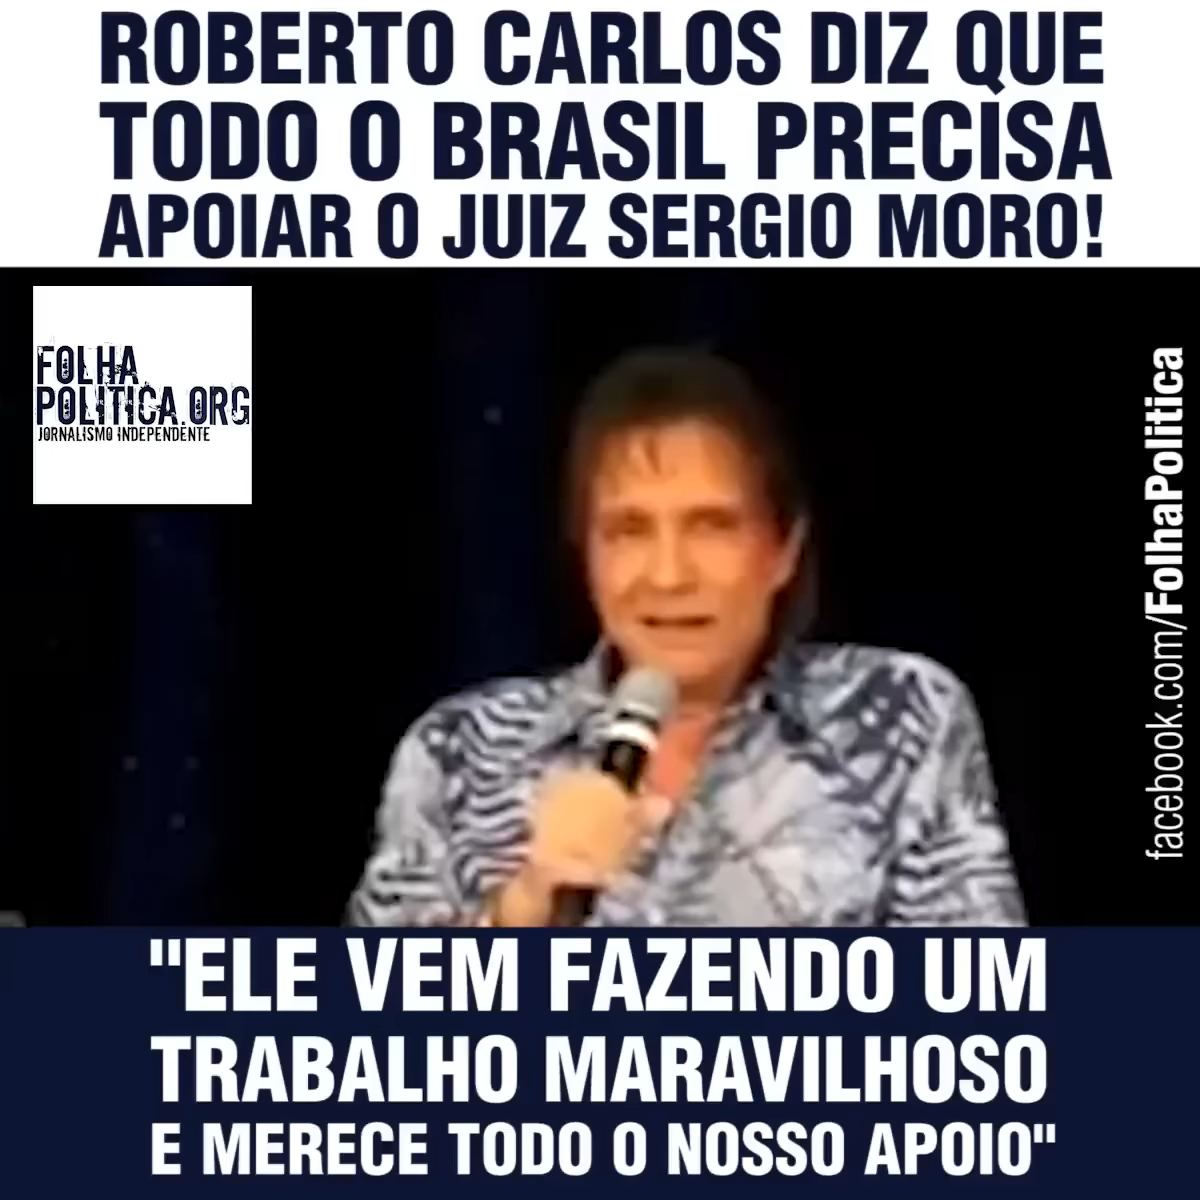 ROBERTO CARLOS DIZ QUE
TODO O BRASIL PRECISA
APOIAR O JUIZ SERGIO MORO!
FOLHA
POLITICA.ORG
JORNALISMO INDEPENDENTE
facebook.com/FolhaPolitica
"ELE VEM FAZENDO UM
TRABALHO MARAVILHOSO
E MERECE TODO O NOSSO APOIO"